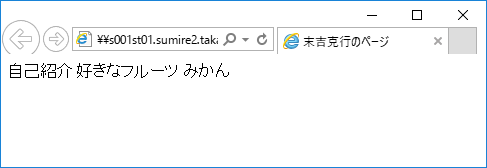 ¥¥s001st01.sumire2.taka
末吉克行のページ
自己紹介 好きなフルーツ みかん